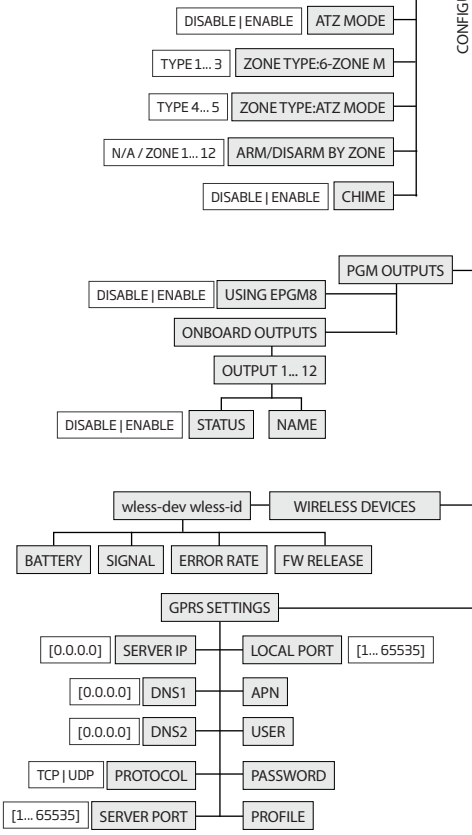 CONFIGU
DISABLE | ENABLE ATZ MODE
TYPE 1... 3 ZONE TYPE:6-ZONE M
TYPE 4... 5 ZONE TYPE:ATZ MODE
N/A / ZONE 1... 12 ARM/DISARM BY ZONE
DISABLE | ENABLE CHIME
PGM OUTPUTS
DISABLE | ENABLE USING EPGM8
ONBOARD OUTPUTS
OUTPUT 1... 12
DISABLE | ENABLE STATUS NAME
wless-dev wless-id WIRELESS DEVICES
BATTERY SIGNAL ERROR RATE FW RELEASE
GPRS SETTINGS
[0.0.0.0] SERVER IP LOCAL PORT [1... 65535]
[0.0.0.0] DNS1 APN
[0.0.0.0] DNS2 USER
TCP | UDP PROTOCOL PASSWORD
[1... 65535] SERVER PORT PROFILE